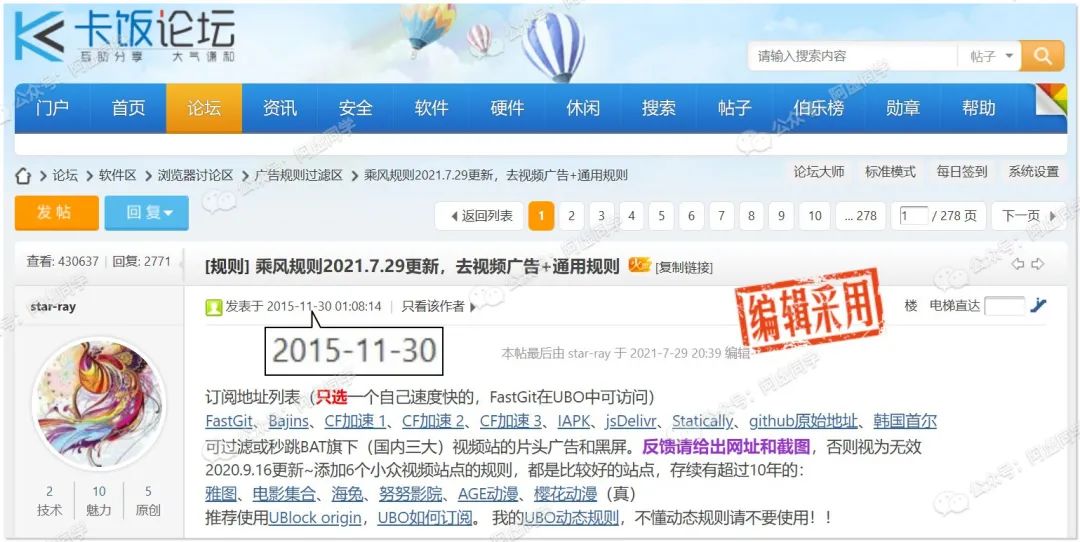 卡饭论坛
互助分享 大气谦和
请输入搜索内容 帖子
门户 首页 论坛 资讯 安全 软件 硬件 休闲 搜索 帖子 伯乐榜 勋章 帮助
论坛 软件区 浏览器讨论区 广告规则过滤区 乘风规则2021.7.29更新，去视频广告+通用规则
论坛大师 标准模式 每日签到 系统设置
发帖 回复 返回列表 1 2 3 4 5 6 7 8 9 10 ... 278 1 / 278 页 下一页
查看: 430637 | 回复: 2771
[规则] 乘风规则2021.7.29更新，去视频广告+通用规则 [复制链接]
star-ray
发表于 2015-11-30 01:08:14 | 只看该作者
编辑采用
楼 电梯直达
2015-11-30
本帖最后由 star-ray 于 2021-7-29 20:39 编辑
订阅地址列表（只选一个自己速度快的，FastGit在UBO中可访问）
FastGit、Bajins、CF加速 1、CF加速 2、CF加速 3、IAPK、jsDelivr、Statically、github原始地址、韩国首尔
可过滤或秒跳BAT旗下（国内三大）视频站的片头广告和黑屏。反馈请给出网址和截图，否则视为无效
2020.9.16更新~添加6个小众视频站点的规则，都是比较好的站点，存续有超过10年的：
雅图、电影集合、海兔、努努影院、AGE动漫、樱花动漫（真）
推荐使用UBlock origin，UBO如何订阅。 我的UBO动态规则，不懂动态规则请不要使用！！
2 10 5
技术 魅力 原创
公众号：阿虚同学